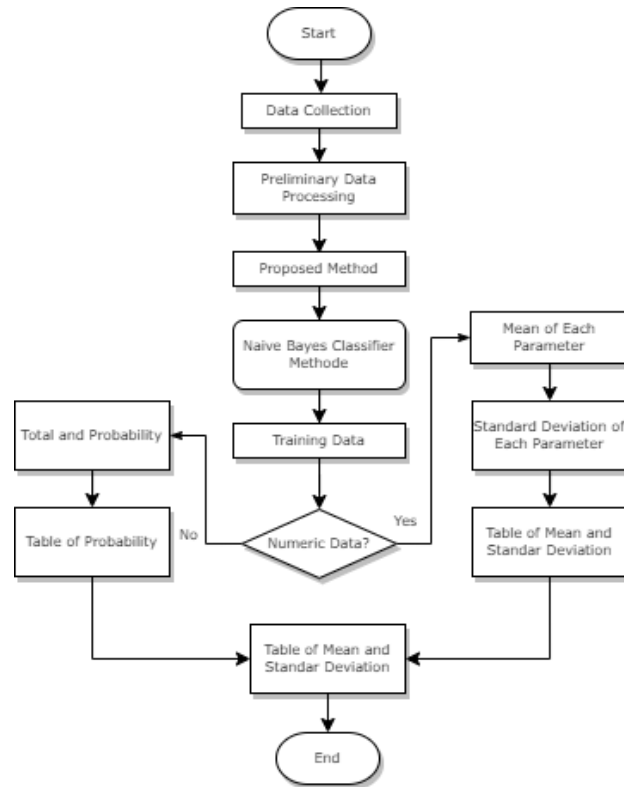 Start
Data Collection
Preliminary Data
Processing
Proposed Method
Naive Bayes Classifier
Methode
Training Data
Numeric Data?
No
Yes
Total and Probability
Table of Probability
Mean of Each
Parameter
Standard Deviation of
Each Parameter
Table of Mean and
Standar Deviation
Table of Mean and
Standar Deviation
End